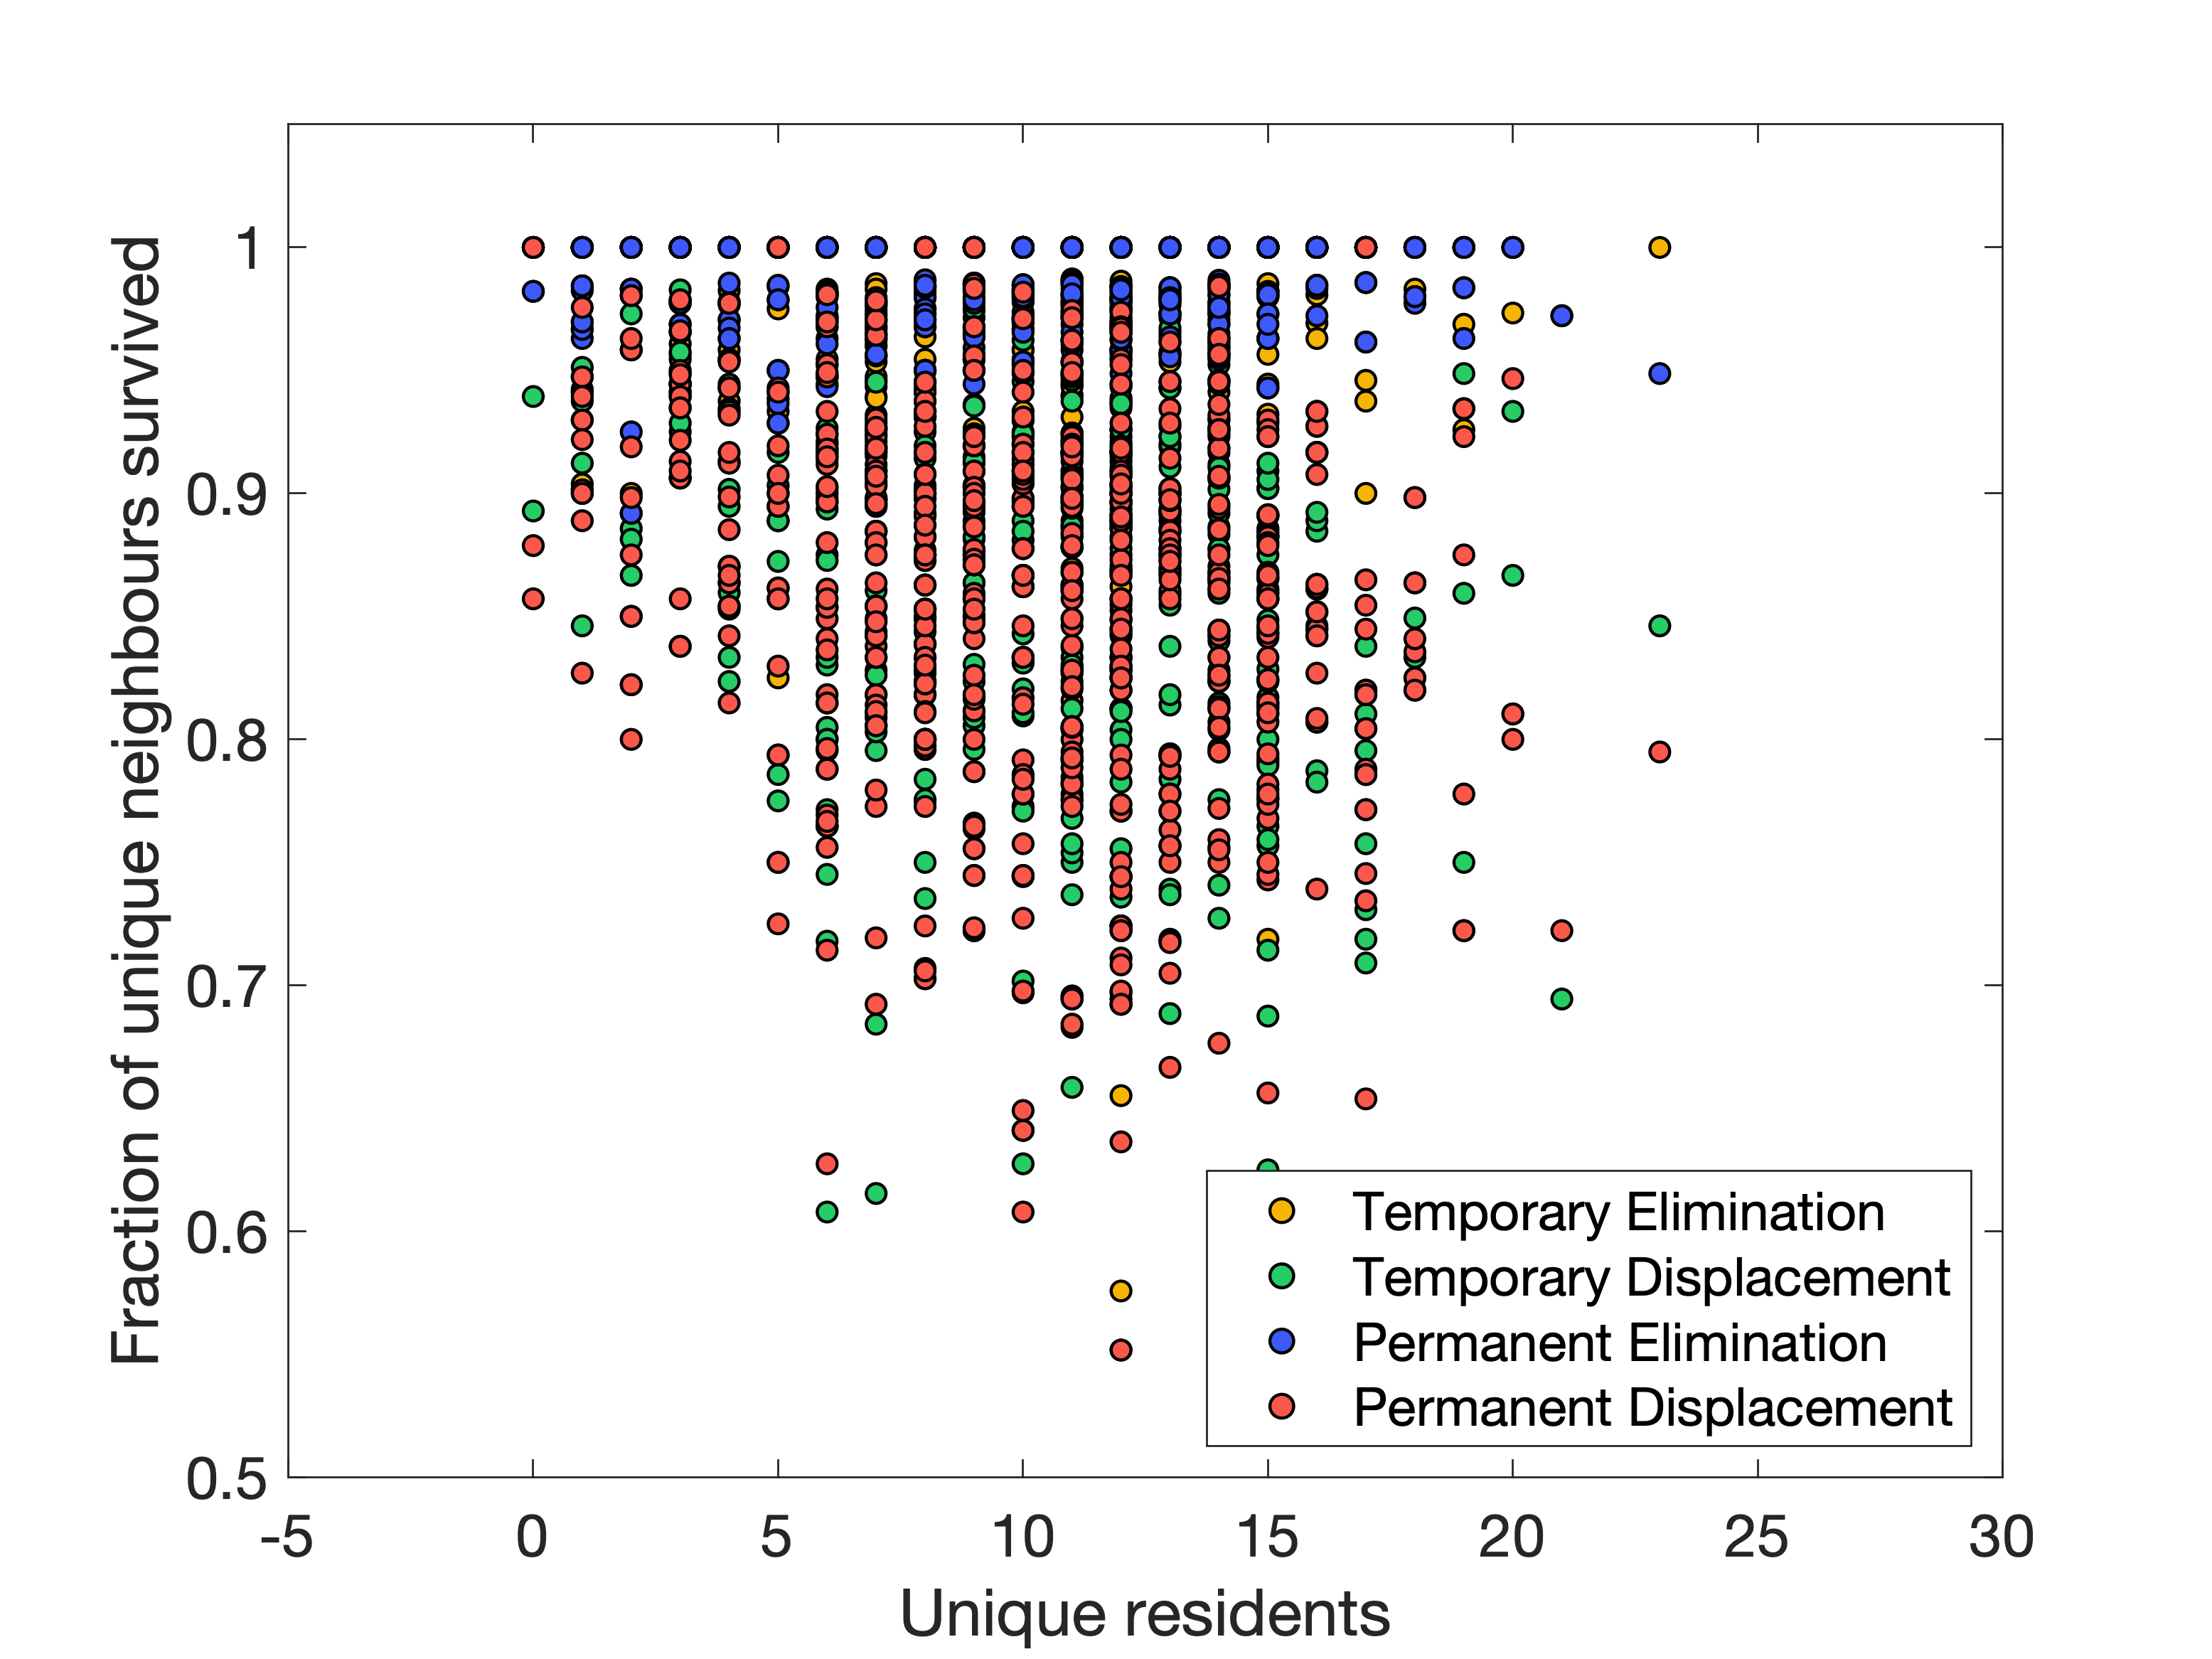 Fraction of unique neighbours survived
1
0.9
0.8
0.7
0.6
0.5
-5 0 5 10 15 20 25 30
Unique residents
Temporary Elimination
Temporary Displacement
Permanent Elimination
Permanent Displacement